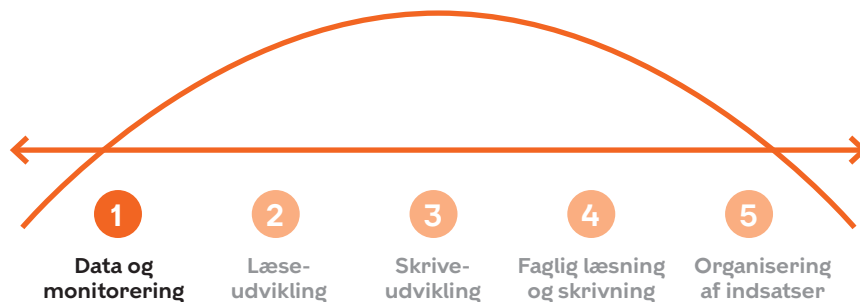 1 2 3 4 5
Data og Læse- Skrive- Faglig læsning Organisering
monitorering udvikling udvikling og skrivning af indsatser